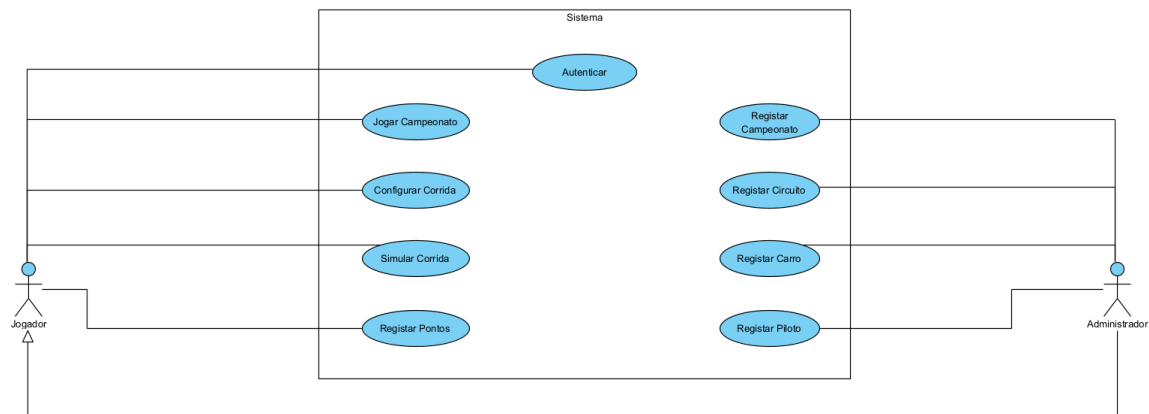 Sistema
Autenticar
Jogar Campeonato
Registar
Campeonato
Configurar Corrida
Registar Circuito
Simular Corrida
Registar Carro
Jogador
Registar Pontos
Registar Piloto
Administrador